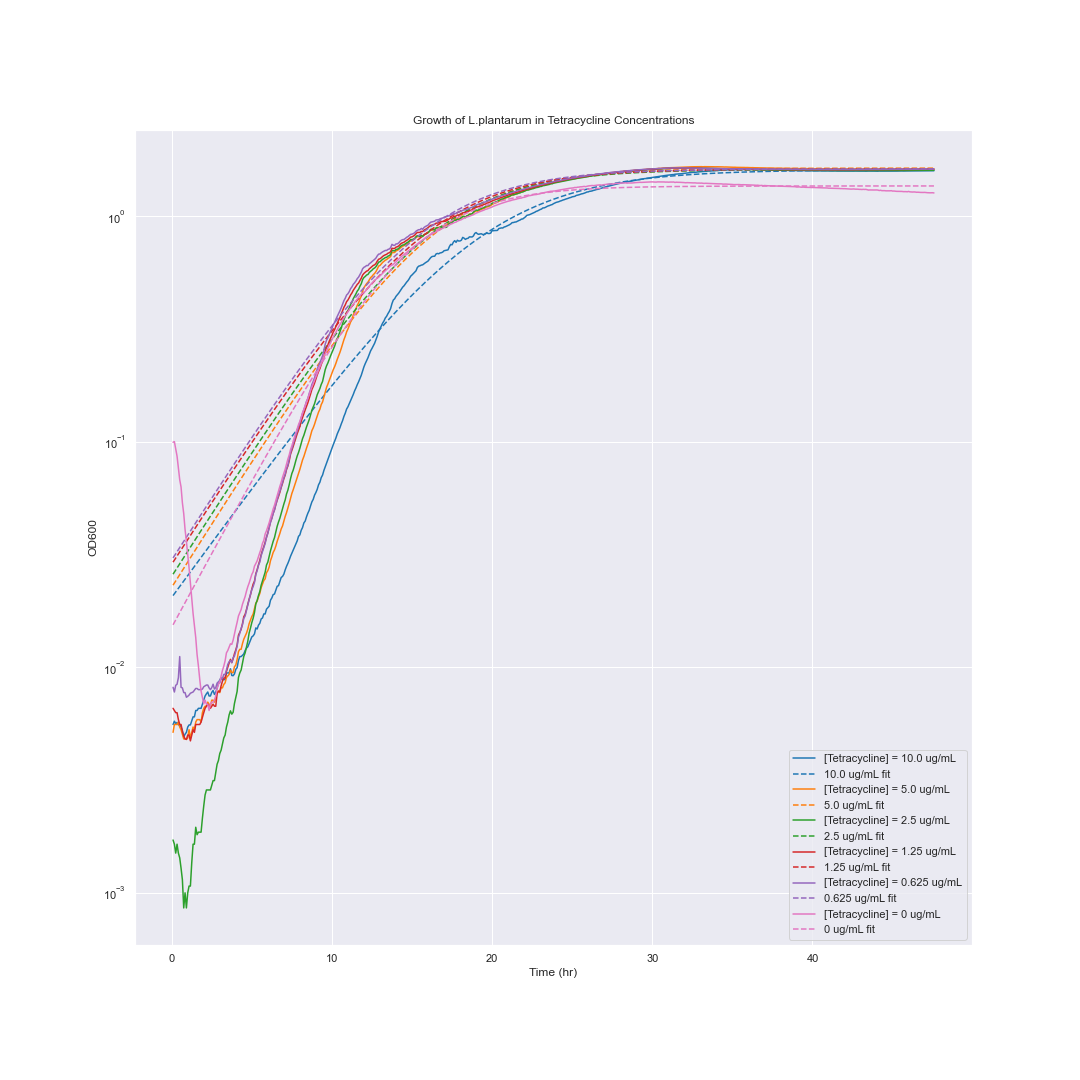 Growth of L.plantarum in Tetracycline Concentrations
OD600
10⁰
10⁻¹
10⁻²
10⁻³
0 10 20 30 40
Time (hr)
[Tetracycline] = 10.0 ug/mL
10.0 ug/mL fit
[Tetracycline] = 5.0 ug/mL
5.0 ug/mL fit
[Tetracycline] = 2.5 ug/mL
2.5 ug/mL fit
[Tetracycline] = 1.25 ug/mL
1.25 ug/mL fit
[Tetracycline] = 0.625 ug/mL
0.625 ug/mL fit
[Tetracycline] = 0 ug/mL
0 ug/mL fit